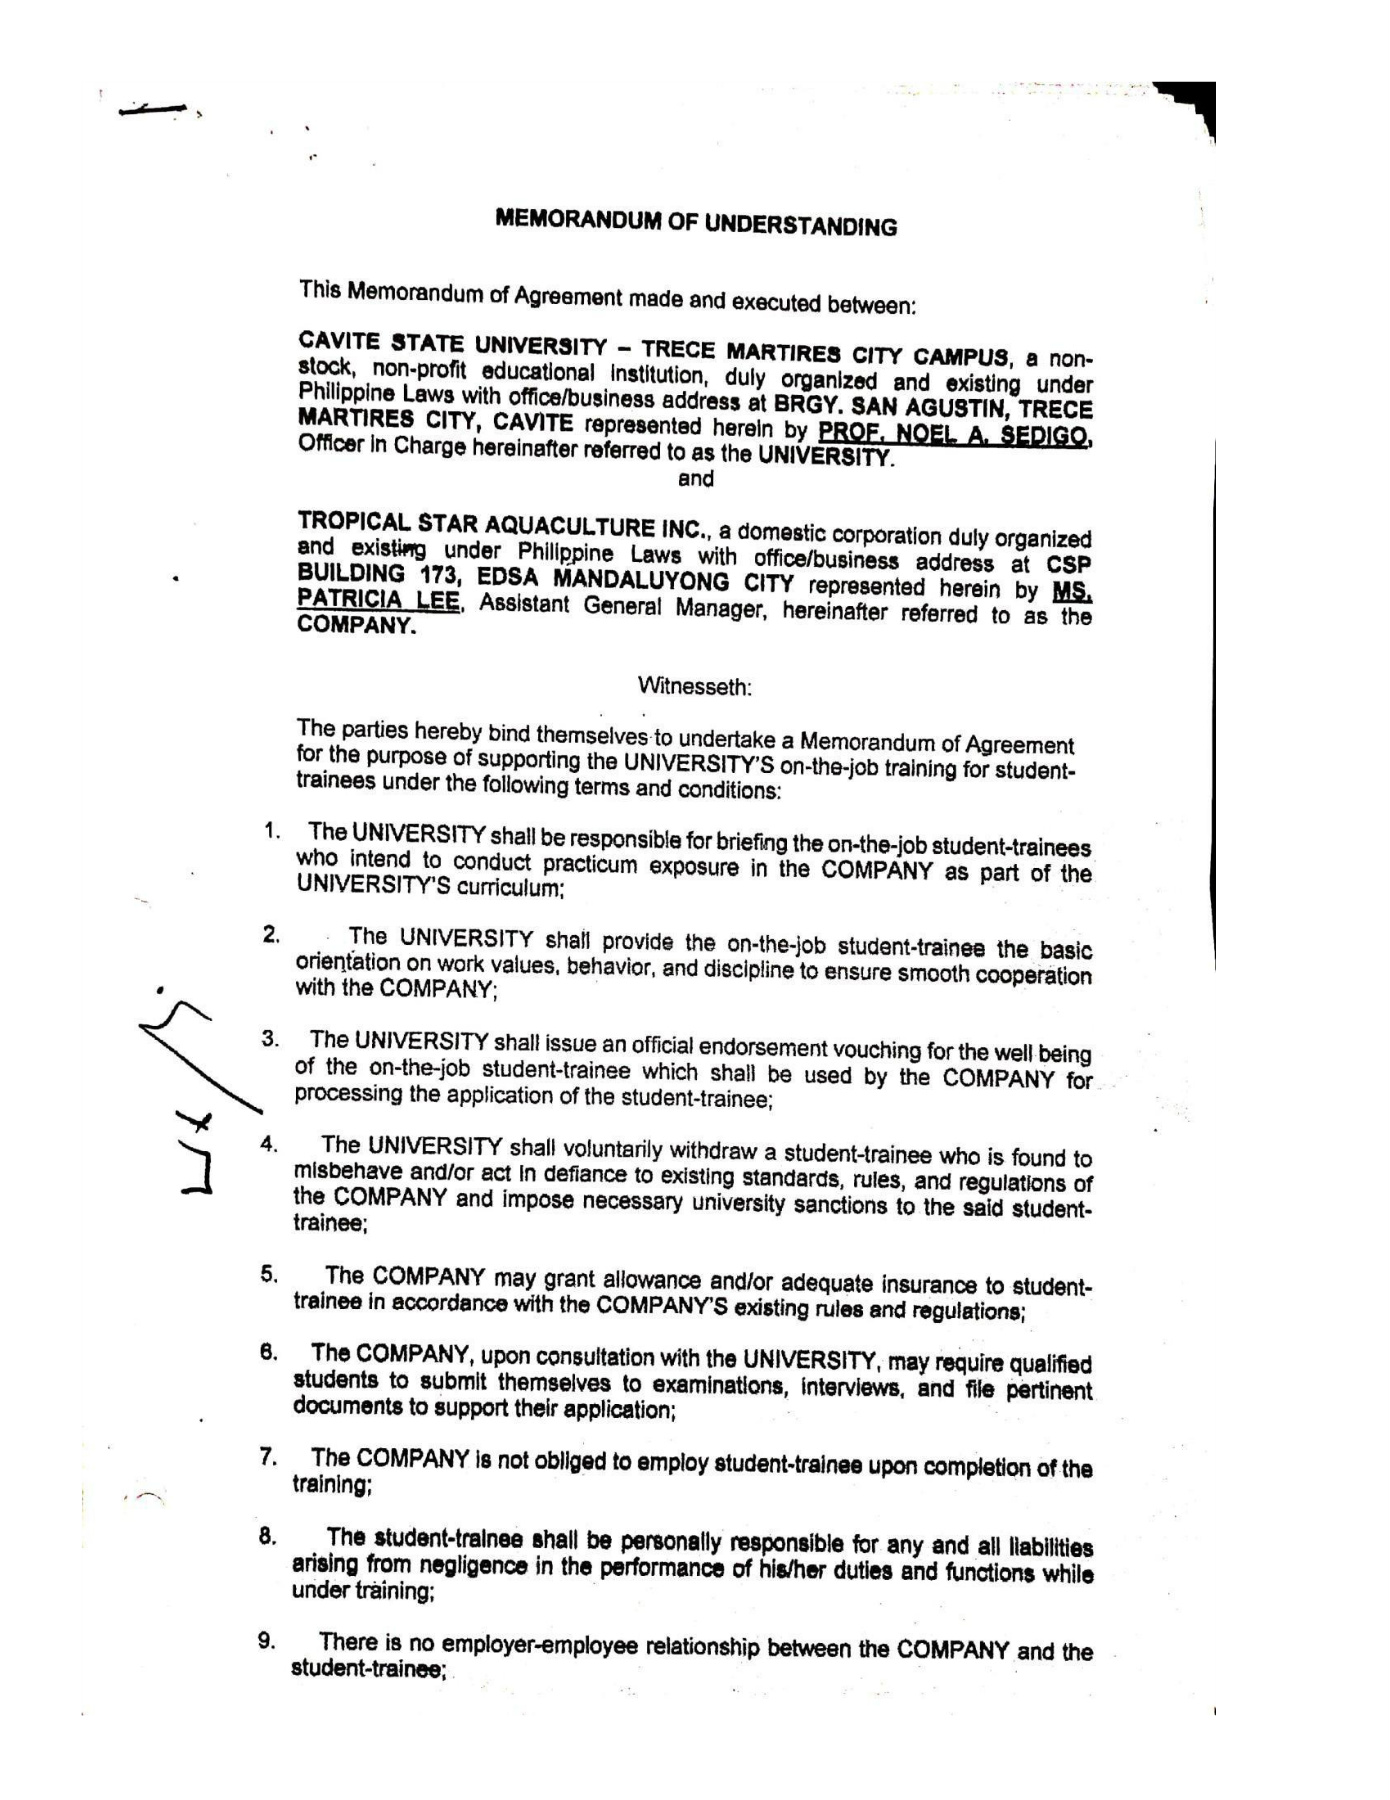 MEMORANDUM OF UNDERSTANDING
This Memorandum of Agreement made and executed between:
CAVITE STATE UNIVERSITY – TRECE MARTIRES CITY CAMPUS, a non-
stock, non-profit educational institution, duly organized and existing under
Philippine Laws with office/business address at BRGY. SAN AGUSTIN, TRECE
MARTIRES CITY, CAVITE represented herein by PROF. NOEL A. SEDIGO,
Officer in Charge hereinafter referred to as the UNIVERSITY.
and
TROPICAL STAR AQUACULTURE INC., a domestic corporation duly organized
and existing under Philippine Laws with office/business address at CSP
BUILDING 173, EDSA MANDALUYONG CITY represented herein by MS.
PATRICIA LEE, Assistant General Manager, hereinafter referred to as the
COMPANY.
Witnesseth:
The parties hereby bind themselves to undertake a Memorandum of Agreement
for the purpose of supporting the UNIVERSITY'S on-the-job training for student-
trainees under the following terms and conditions:
1. The UNIVERSITY shall be responsible for briefing the on-the-job student-trainees
who intend to conduct practicum exposure in the COMPANY as part of the
UNIVERSITY'S curriculum;
2. The UNIVERSITY shall provide the on-the-job student-trainee the basic
orientation on work values, behavior, and discipline to ensure smooth cooperation
with the COMPANY;
3. The UNIVERSITY shall issue an official endorsement vouching for the well being
of the on-the-job student-trainee which shall be used by the COMPANY for
processing the application of the student-trainee;
4. The UNIVERSITY shall voluntarily withdraw a student-trainee who is found to
misbehave and/or act in defiance to existing standards, rules, and regulations of
the COMPANY and impose necessary university sanctions to the said student-
trainee;
5. The COMPANY may grant allowance and/or adequate insurance to student-
trainee in accordance with the COMPANY'S existing rules and regulations;
6. The COMPANY, upon consultation with the UNIVERSITY, may require qualified
students to submit themselves to examinations, interviews, and file pertinent
documents to support their application;
7. The COMPANY is not obliged to employ student-trainee upon completion of the
training;
8. The student-trainee shall be personally responsible for any and all liabilities
arising from negligence in the performance of his/her duties and functions while
under training;
9. There is no employer-employee relationship between the COMPANY and the
student-trainee;